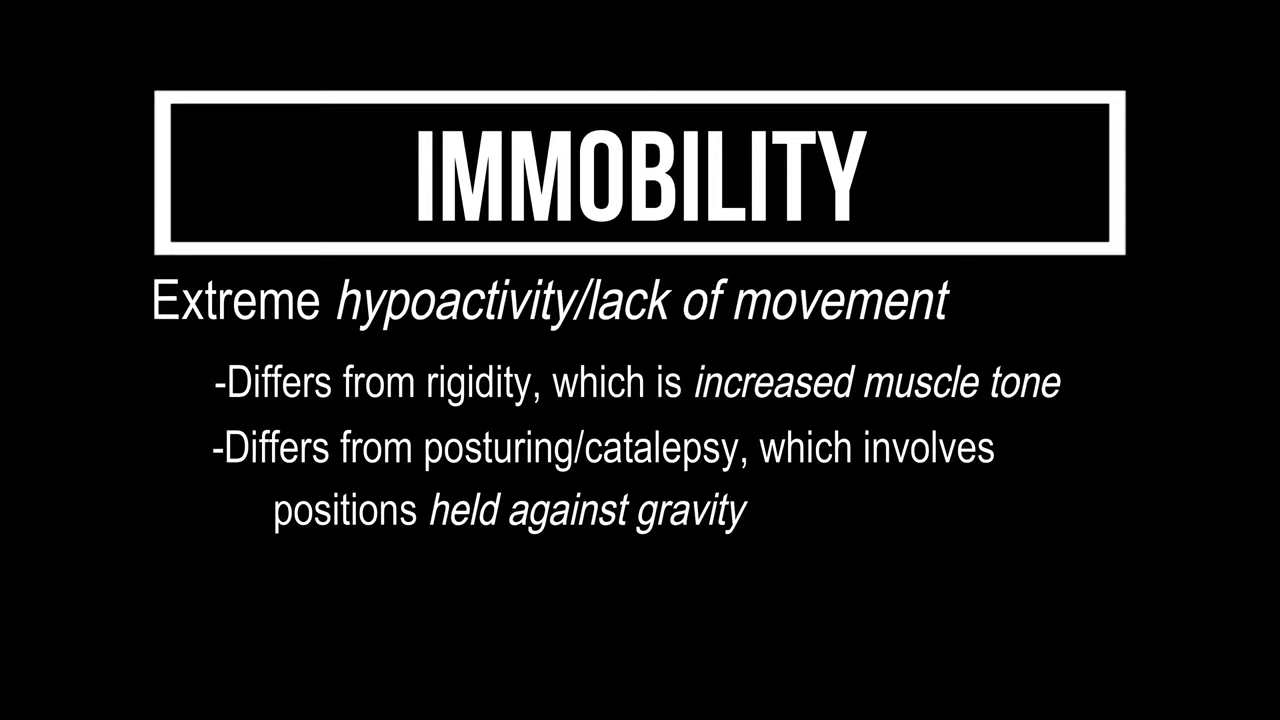 IMMOBILITY
Extreme hypoactivity/lack of movement
-Differs from rigidity, which is increased muscle tone
-Differs from posturing/catalepsy, which involves
positions held against gravity